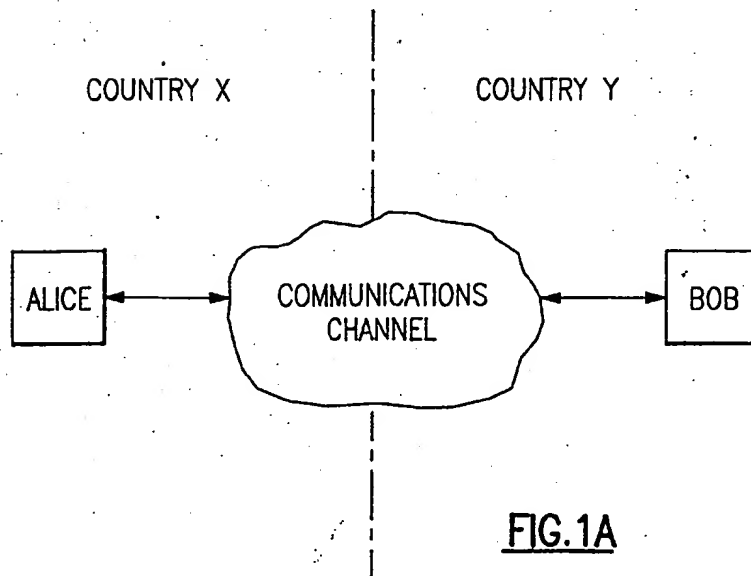 COUNTRY X
COUNTRY Y
ALICE
COMMUNICATIONS
CHANNEL
BOB
FIG.1A